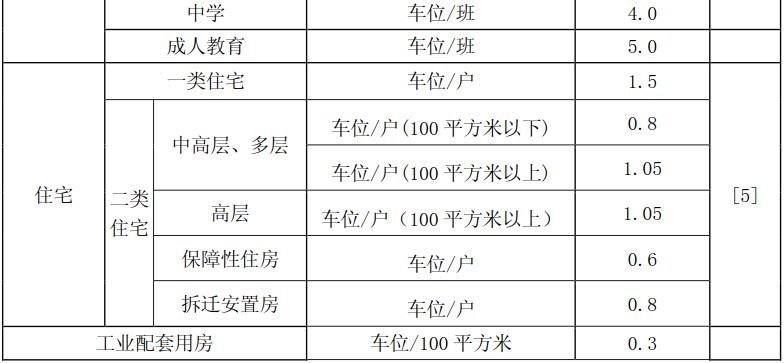 中学 车位/班 4.0
成人教育 车位/班 5.0
一类住宅 车位/户 1.5
中高层、多层 车位/户(100 平方米以下) 0.8
车位/户(100 平方米以上) 1.05
住宅 二类住宅 高层 车位/户（100 平方米以上） 1.05 [5]
保障性住房 车位/户 0.6
拆迁安置房 车位/户 0.8
工业配套用房 车位/100 平方米 0.3